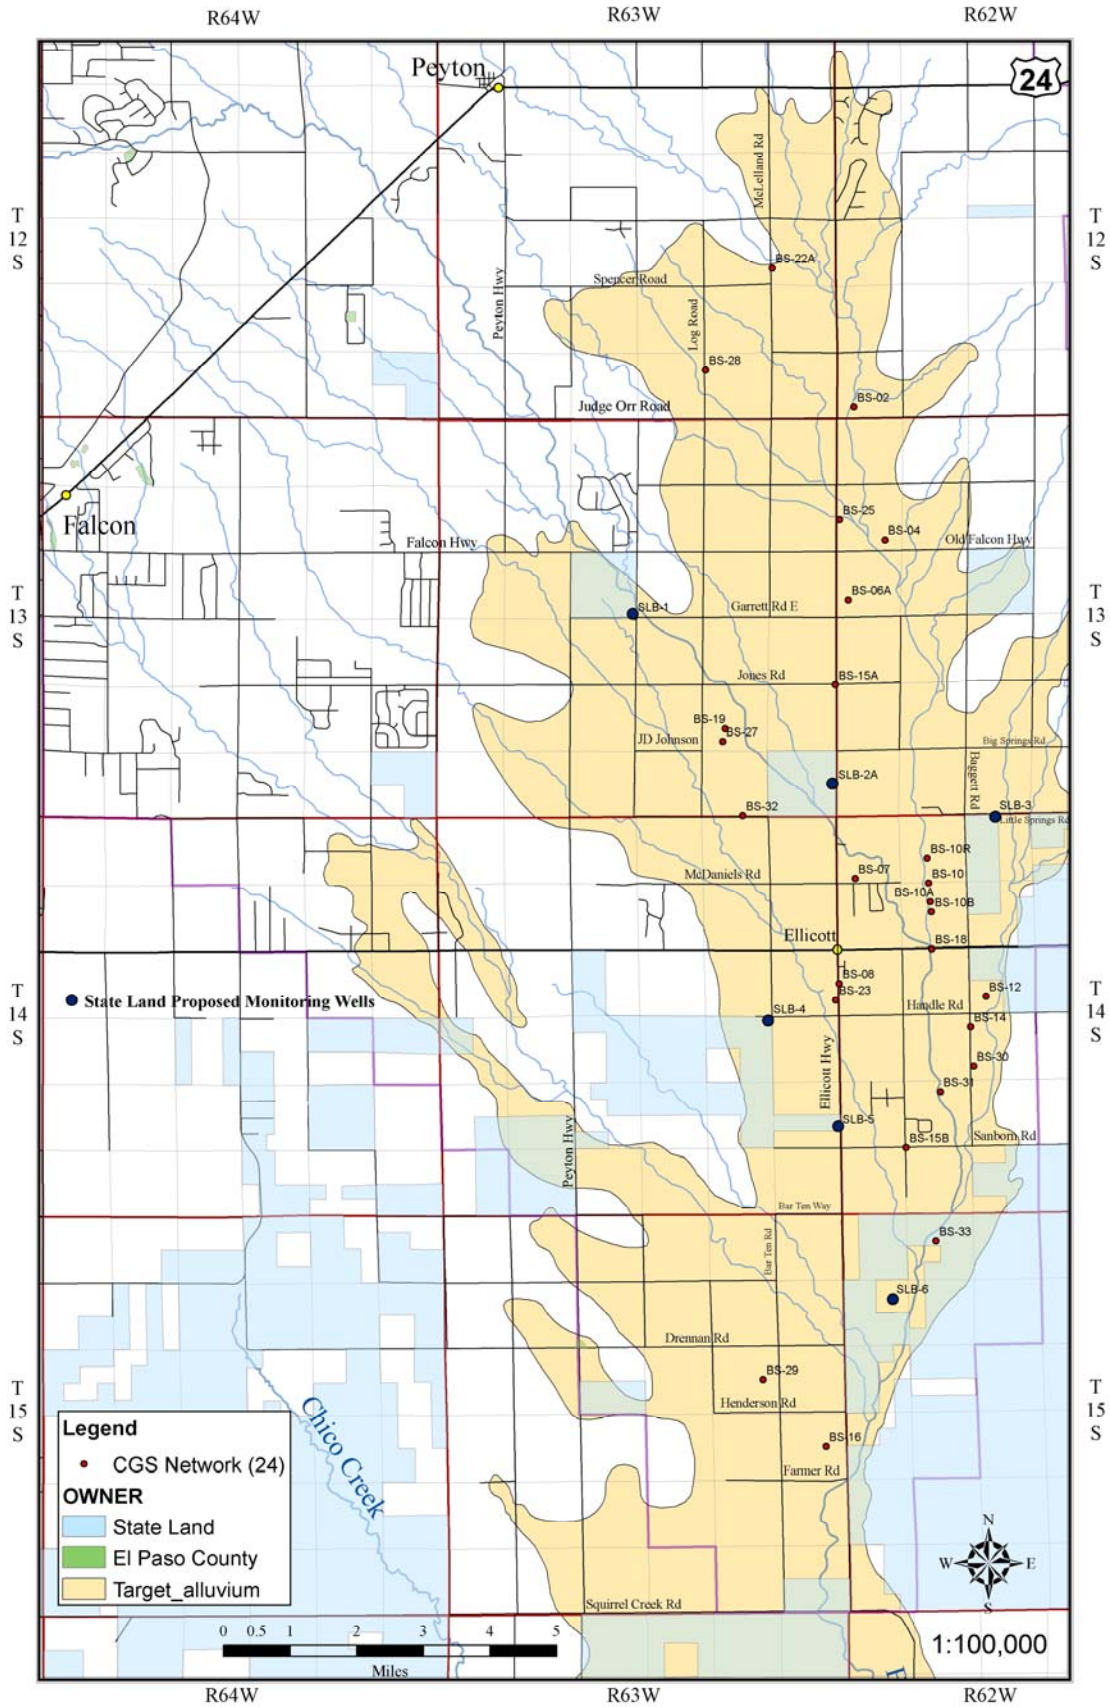 R64W
R63W
R62W
Peyton
24
McLelland Rd
T
12
S
T
12
S
BS-22A
Spencer Road
Peyton Hwy
Log Road
BS-28
BS-02
Judge Orr Road
BS-25
Falcon
BS-04
Falcon Hwy
Old Falcon Hwy
T
13
S
T
13
S
BS-06A
SLB-1
Garrett Rd E
Jones Rd
BS-15A
BS-19
BS-27
JD Johnson
Big Springs Rd
Baggett Rd
SLB-2A
BS-32
SLB-3
Little Springs Rd
BS-10R
McDaniels Rd
BS-07
BS-10
BS-10A
BS-10B
Ellicott
BS-18
BS-08
BS-12
BS-23
State Land Proposed Monitoring Wells
Handle Rd
T
14
S
T
14
S
SLB-4
BS-14
Ellicott Hwy
BS-30
BS-31
SLB-5
Peyton Hwy
Sanborn Rd
BS-15B
Bar Ten Way
Bar Ten Rd
BS-33
SLB-6
Drennan Rd
BS-29
T
15
S
T
15
S
Henderson Rd
Chico Creek
Legend
CGS Network (24)
OWNER
State Land
El Paso County
Target_alluvium
BS-16
Farmer Rd
N
W
E
S
Squirrel Creek Rd
0 0.5 1 2 3 4 5
Miles
1:100,000
R64W
R63W
R62W